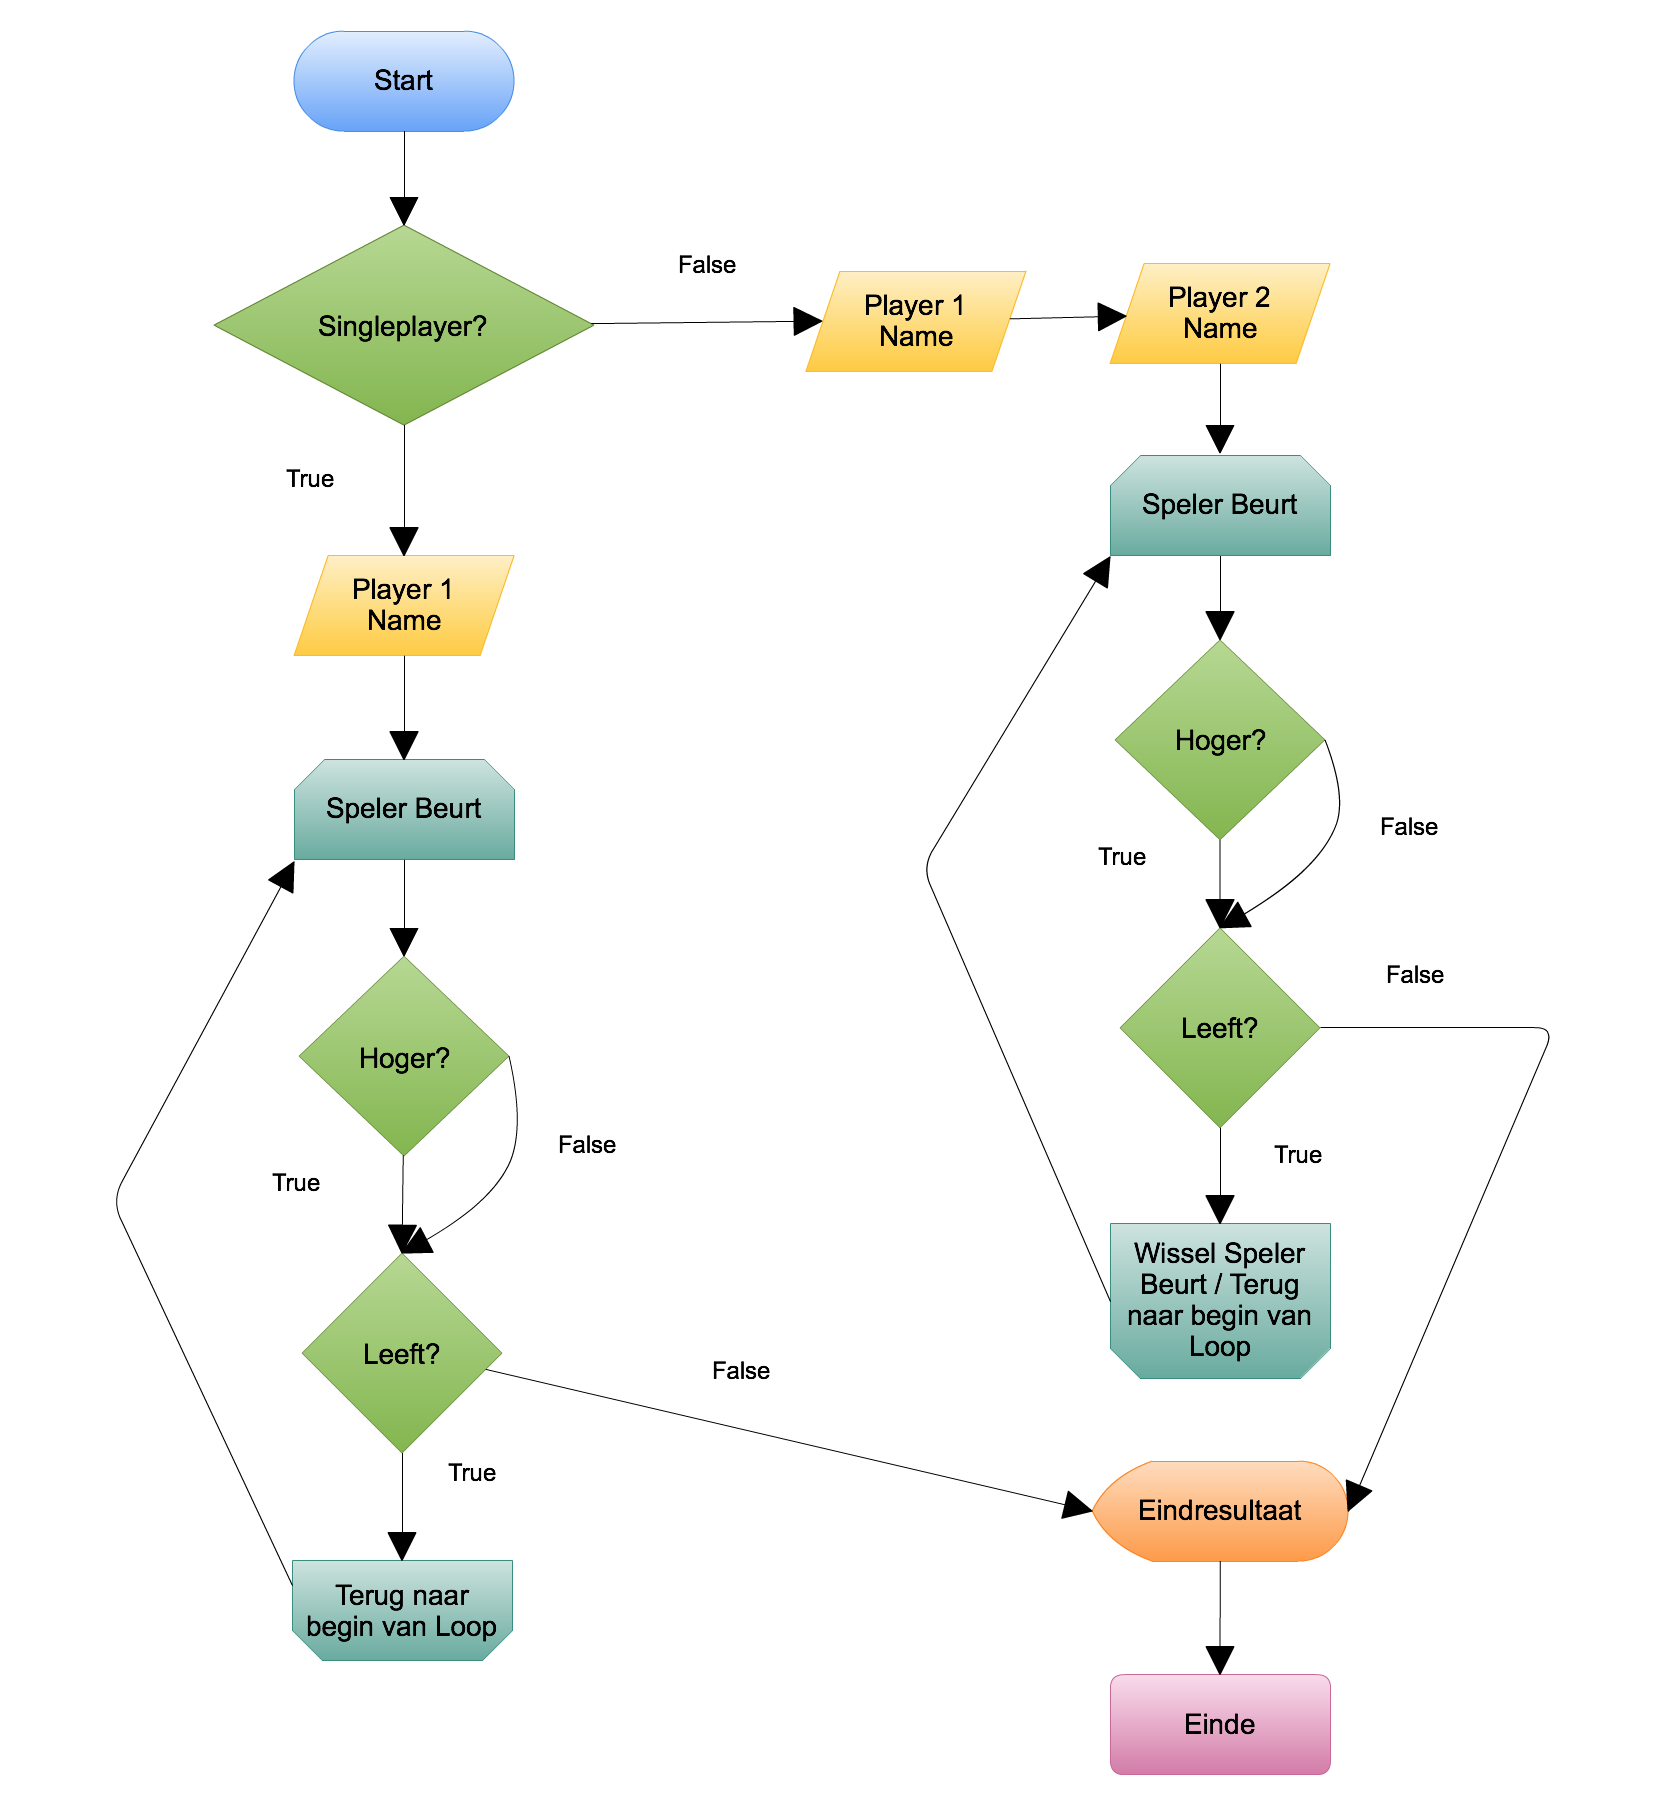 Start
Singleplayer?
False
Player 1
Name
Player 2
Name
True
Player 1
Name
Speler Beurt
Hoger?
True
False
Leeft?
False
True
Terug naar
begin van Loop
Speler Beurt
Hoger?
True
False
Leeft?
False
True
Wissel Speler
Beurt / Terug
naar begin van
Loop
Eindresultaat
Einde